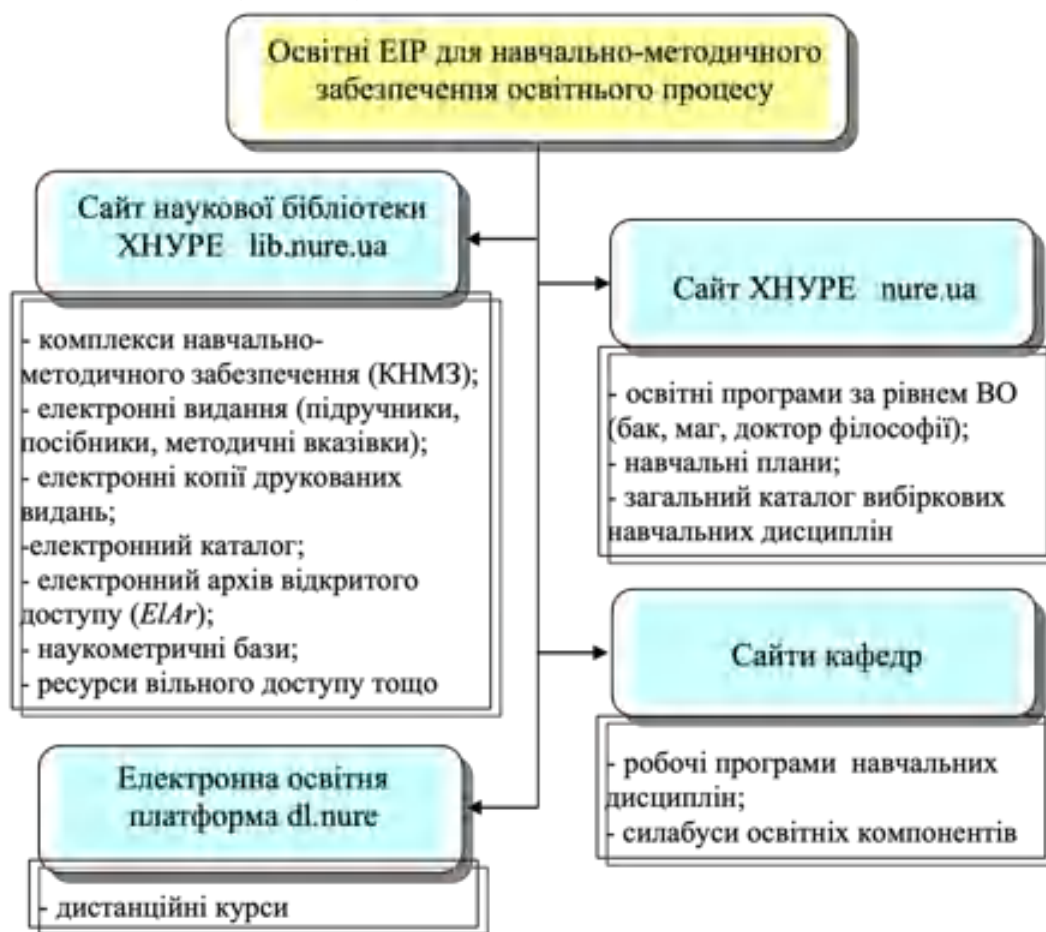 Освітні ЕІР для навчально-методичного
забезпечення освітнього процесу
Сайт наукової бібліотеки
ХНУРЕ lib.nure.ua
- комплекси навчально-
методичного забезпечення (КНМЗ);
- електронні видання (підручники,
посібники, методичні вказівки);
- електронні копії друкованих
видань;
-електронний каталог;
- електронний архів відкритого
доступу (ElAr);
- наукометричні бази;
- ресурси вільного доступу тощо
Сайт ХНУРЕ nure.ua
- освітні програми за рівнем ВО
(бак, маг, доктор філософії);
- навчальні плани;
- загальний каталог вибіркових
навчальних дисциплін
Сайти кафедр
- робочі програми навчальних
дисциплін;
- силабуси освітніх компонентів
Електронна освітня
платформа dl.nure
- дистанційні курси